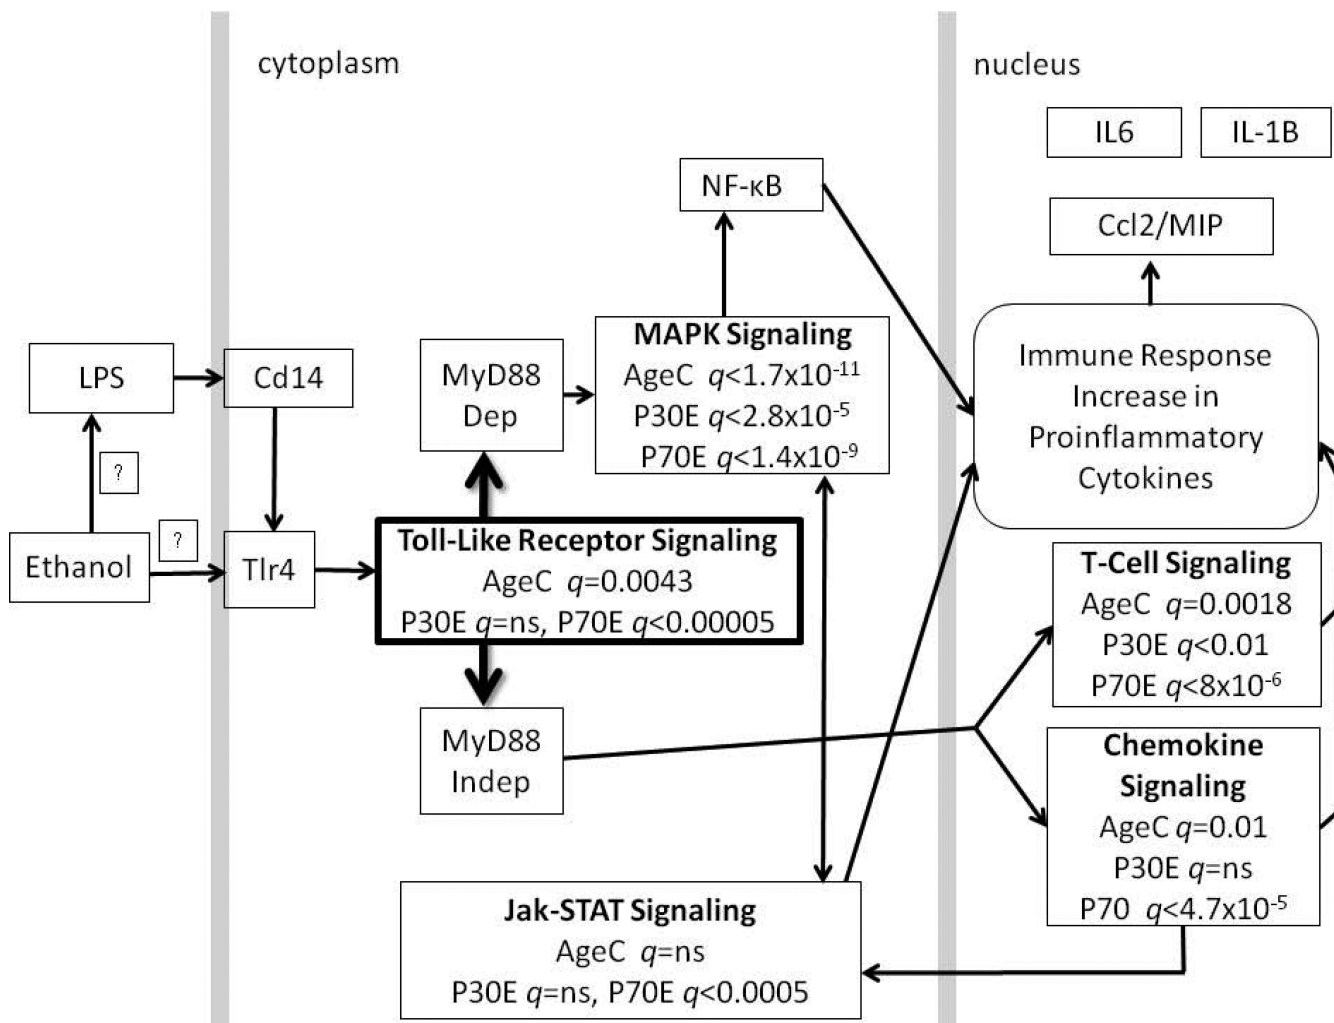 cytoplasm
nucleus
IL6
IL-1B
NF-κB
Ccl2/MIP
MAPK Signaling
AgeC q<1.7x10⁻¹¹
P30E q<2.8x10⁻⁵
P70E q<1.4x10⁻⁹
Immune Response
Increase in
Proinflammatory
Cytokines
LPS
Cd14
MyD88
Dep
?
?
Ethanol
Tlr4
Toll-Like Receptor Signaling
AgeC q=0.0043
P30E q=ns, P70E q<0.00005
T-Cell Signaling
AgeC q=0.0018
P30E q<0.01
P70E q<8x10⁻⁶
MyD88
Indep
Chemokine
Signaling
AgeC q=0.01
P30E q=ns
P70 q<4.7x10⁻⁵
Jak-STAT Signaling
AgeC q=ns
P30E q=ns, P70E q<0.0005